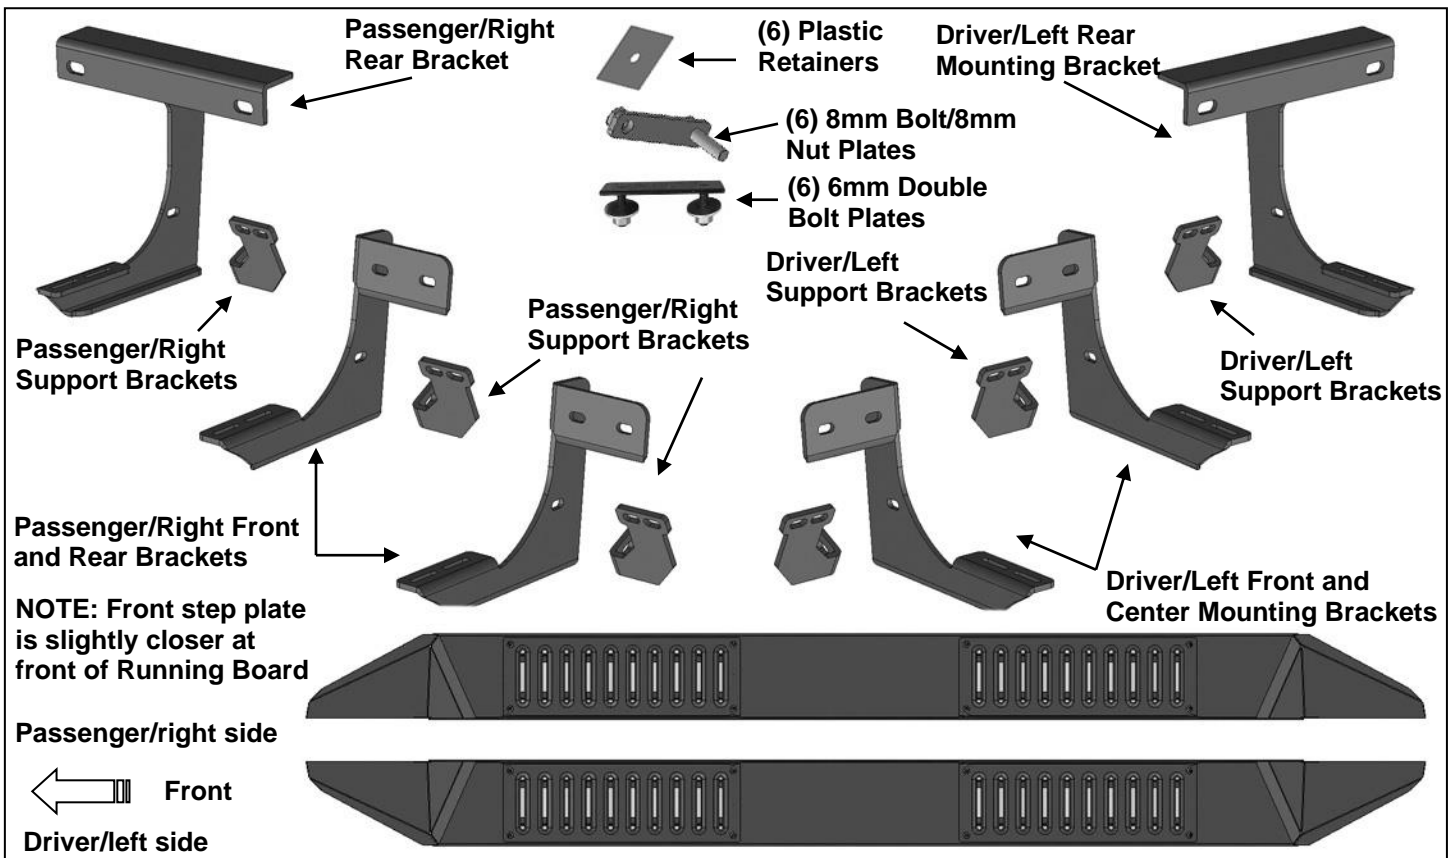 Passenger/Right
Rear Bracket
(6) Plastic
Retainers
Driver/Left Rear
Mounting Bracket
(6) 8mm Bolt/8mm
Nut Plates
(6) 6mm Double
Bolt Plates
Driver/Left
Support Brackets
Passenger/Right
Support Brackets
Passenger/Right
Support Brackets
Driver/Left
Support Brackets
Passenger/Right Front
and Rear Brackets
Driver/Left Front and
Center Mounting Brackets
NOTE: Front step plate
is slightly closer at
front of Running Board
Passenger/right side
Front
Driver/left side